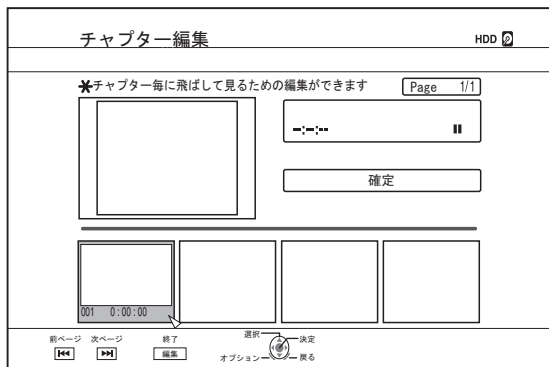 チャプター編集
HDD
*チャプター毎に飛ばして見るための編集ができます
Page 1/1
-:--:--
確定
001 0:00:00
前ページ 次ページ 終了
編集
選択
決定
オプション
戻る